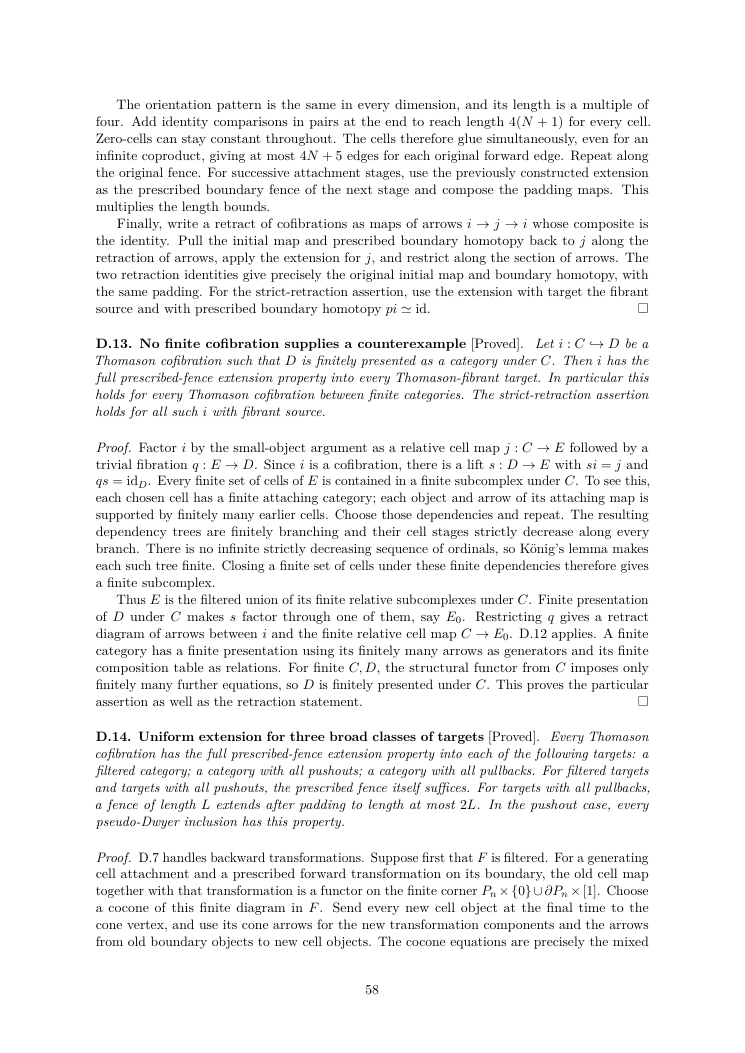 The orientation pattern is the same in every dimension, and its length is a multiple of
four. Add identity comparisons in pairs at the end to reach length 4(N + 1) for every cell.
Zero-cells can stay constant throughout. The cells therefore glue simultaneously, even for an
infinite coproduct, giving at most 4N + 5 edges for each original forward edge. Repeat along
the original fence. For successive attachment stages, use the previously constructed extension
as the prescribed boundary fence of the next stage and compose the padding maps. This
multiplies the length bounds.
Finally, write a retract of cofibrations as maps of arrows i → j → i whose composite is
the identity. Pull the initial map and prescribed boundary homotopy back to j along the
retraction of arrows, apply the extension for j, and restrict along the section of arrows. The
two retraction identities give precisely the original initial map and boundary homotopy, with
the same padding. For the strict-retraction assertion, use the extension with target the fibrant
source and with prescribed boundary homotopy pi ≃ id. □
D.13. No finite cofibration supplies a counterexample [Proved]. Let i : C ↪ D be a
Thomason cofibration such that D is finitely presented as a category under C. Then i has the
full prescribed-fence extension property into every Thomason-fibrant target. In particular this
holds for every Thomason cofibration between finite categories. The strict-retraction assertion
holds for all such i with fibrant source.
Proof. Factor i by the small-object argument as a relative cell map j : C → E followed by a
trivial fibration q : E → D. Since i is a cofibration, there is a lift s : D → E with si = j and
qs = id_D. Every finite set of cells of E is contained in a finite subcomplex under C. To see this,
each chosen cell has a finite attaching category; each object and arrow of its attaching map is
supported by finitely many earlier cells. Choose those dependencies and repeat. The resulting
dependency trees are finitely branching and their cell stages strictly decrease along every
branch. There is no infinite strictly decreasing sequence of ordinals, so König's lemma makes
each such tree finite. Closing a finite set of cells under these finite dependencies therefore gives
a finite subcomplex.
Thus E is the filtered union of its finite relative subcomplexes under C. Finite presentation
of D under C makes s factor through one of them, say E₀. Restricting q gives a retract
diagram of arrows between i and the finite relative cell map C → E₀. D.12 applies. A finite
category has a finite presentation using its finitely many arrows as generators and its finite
composition table as relations. For finite C, D, the structural functor from C imposes only
finitely many further equations, so D is finitely presented under C. This proves the particular
assertion as well as the retraction statement. □
D.14. Uniform extension for three broad classes of targets [Proved]. Every Thomason
cofibration has the full prescribed-fence extension property into each of the following targets: a
filtered category; a category with all pushouts; a category with all pullbacks. For filtered targets
and targets with all pushouts, the prescribed fence itself suffices. For targets with all pullbacks,
a fence of length L extends after padding to length at most 2L. In the pushout case, every
pseudo-Dwyer inclusion has this property.
Proof. D.7 handles backward transformations. Suppose first that F is filtered. For a generating
cell attachment and a prescribed forward transformation on its boundary, the old cell map
together with that transformation is a functor on the finite corner Pₙ × {0} ∪ ∂Pₙ × [1]. Choose
a cocone of this finite diagram in F. Send every new cell object at the final time to the
cone vertex, and use its cone arrows for the new transformation components and the arrows
from old boundary objects to new cell objects. The cocone equations are precisely the mixed
58